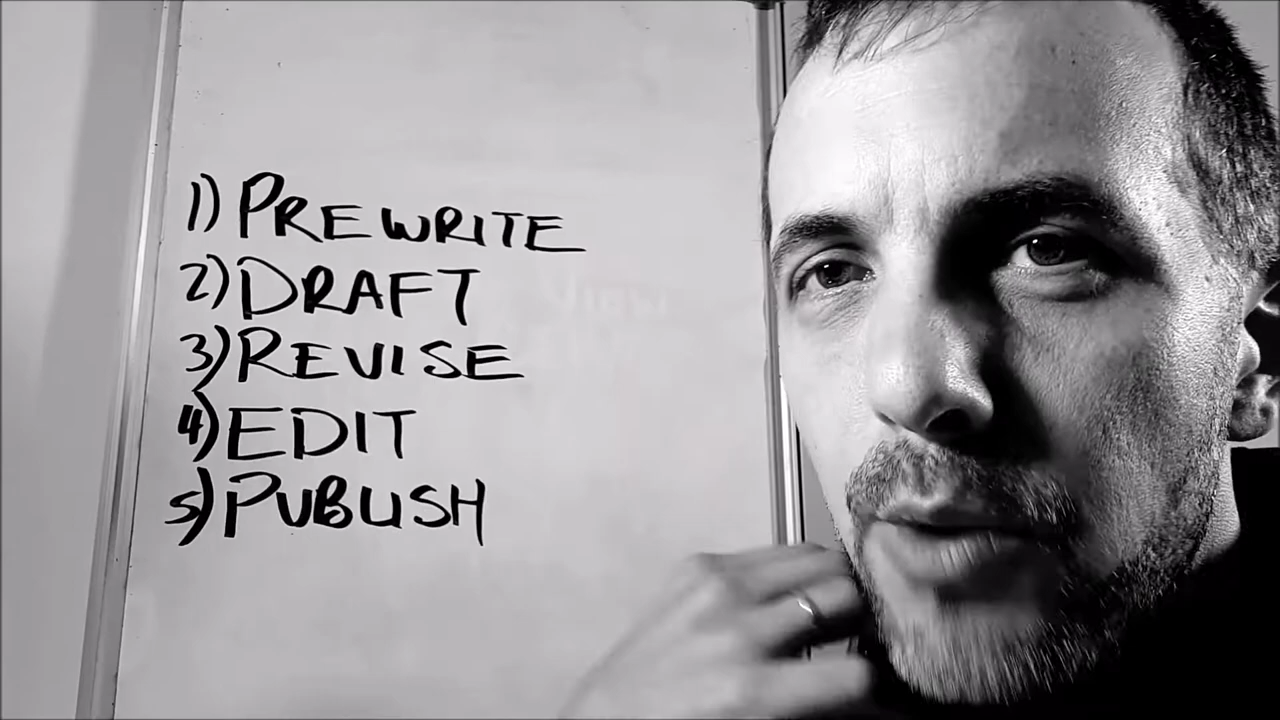 1) PREWRITE
2) DRAFT
3) REVISE
4) EDIT
5) PUBLISH